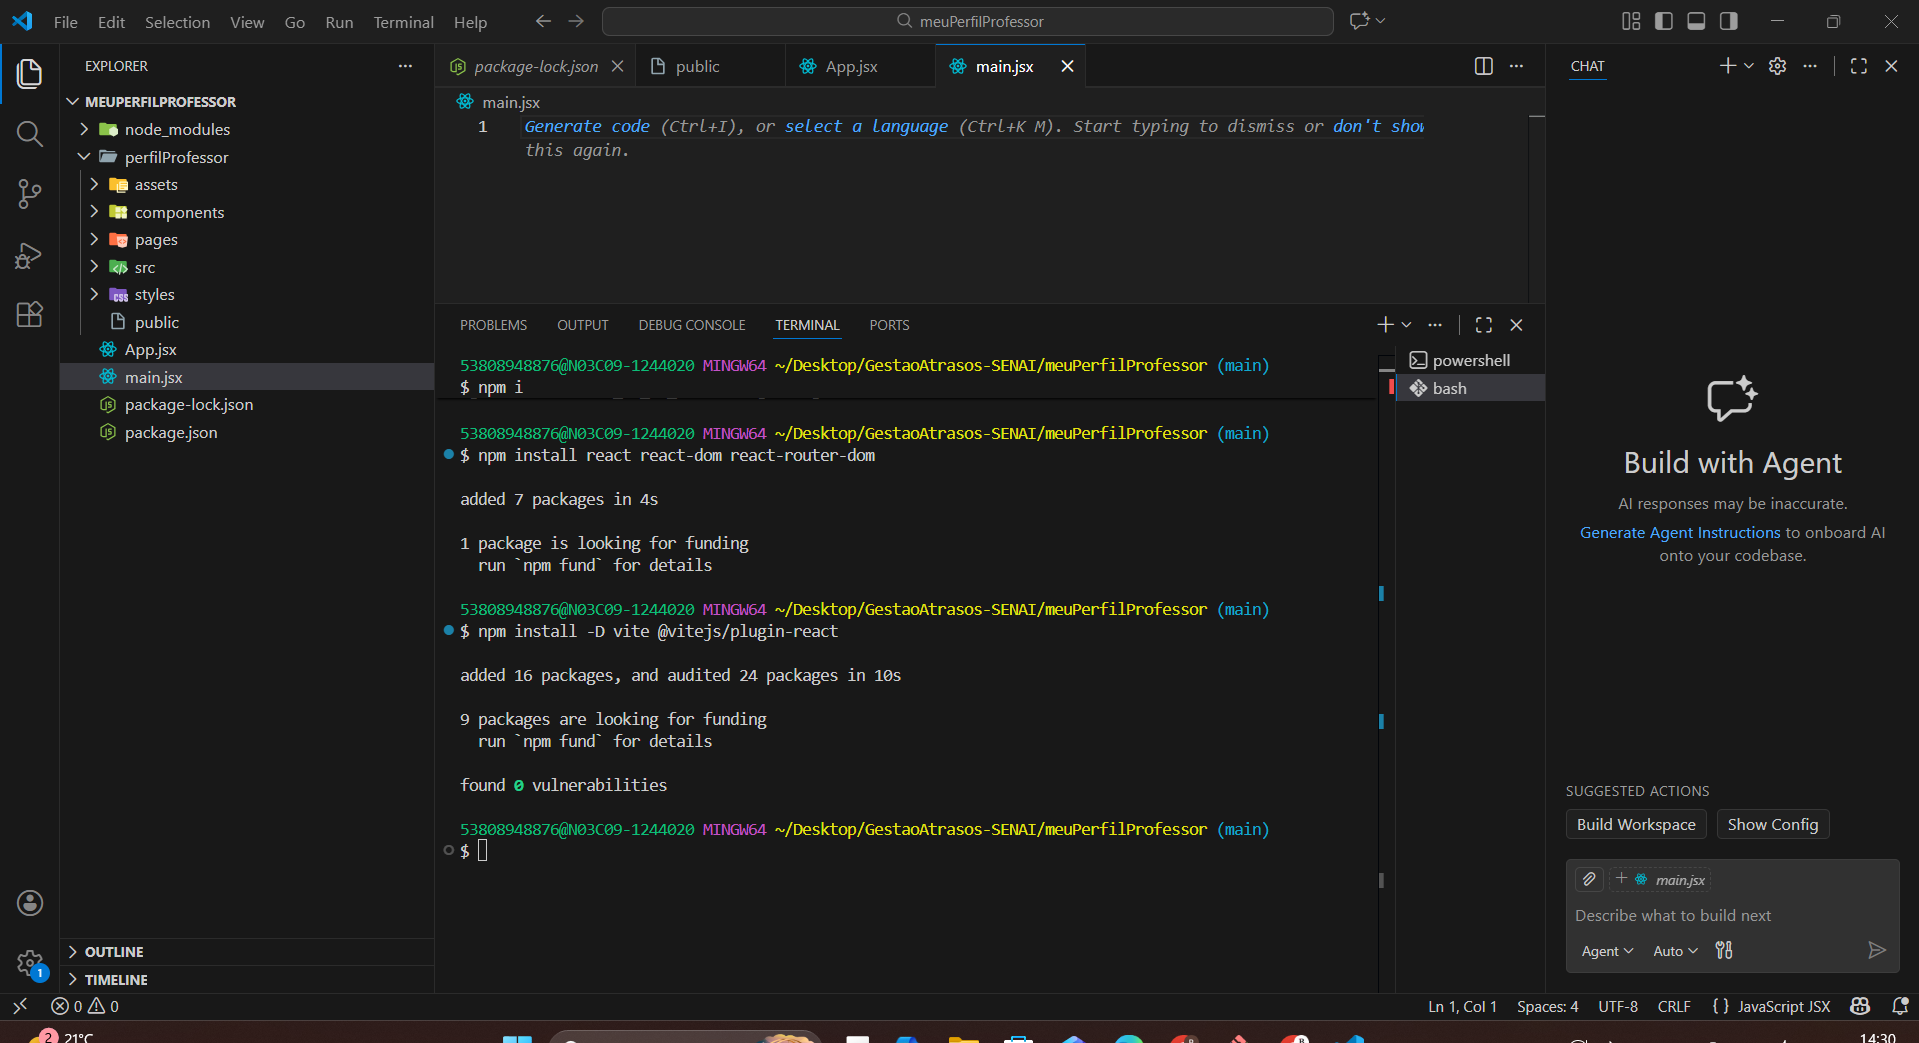 File Edit Selection View Go Run Terminal Help
meuPerfilProfessor
EXPLORER
MEUPERFILPROFESSOR
node_modules
perfilProfessor
assets
components
pages
src
styles
public
App.jsx
main.jsx
package-lock.json
package.json
OUTLINE
TIMELINE
package-lock.json public App.jsx main.jsx
main.jsx
1 Generate code (Ctrl+I), or select a language (Ctrl+K M). Start typing to dismiss or don't show
this again.
PROBLEMS OUTPUT DEBUG CONSOLE TERMINAL PORTS
53808948876@N03C09-1244020 MINGW64 ~/Desktop/GestaoAtrasos-SENAI/meuPerfilProfessor (main)
$ npm i
53808948876@N03C09-1244020 MINGW64 ~/Desktop/GestaoAtrasos-SENAI/meuPerfilProfessor (main)
$ npm install react react-dom react-router-dom
added 7 packages in 4s
1 package is looking for funding
run `npm fund` for details
53808948876@N03C09-1244020 MINGW64 ~/Desktop/GestaoAtrasos-SENAI/meuPerfilProfessor (main)
$ npm install -D vite @vitejs/plugin-react
added 16 packages, and audited 24 packages in 10s
9 packages are looking for funding
run `npm fund` for details
found 0 vulnerabilities
53808948876@N03C09-1244020 MINGW64 ~/Desktop/GestaoAtrasos-SENAI/meuPerfilProfessor (main)
$
powershell
bash
CHAT
Build with Agent
AI responses may be inaccurate.
Generate Agent Instructions to onboard AI
onto your codebase.
SUGGESTED ACTIONS
Build Workspace Show Config
main.jsx
Describe what to build next
Agent Auto
1
0 0
Ln 1, Col 1 Spaces: 4 UTF-8 CRLF { } JavaScript JSX
2 21°C
14:30